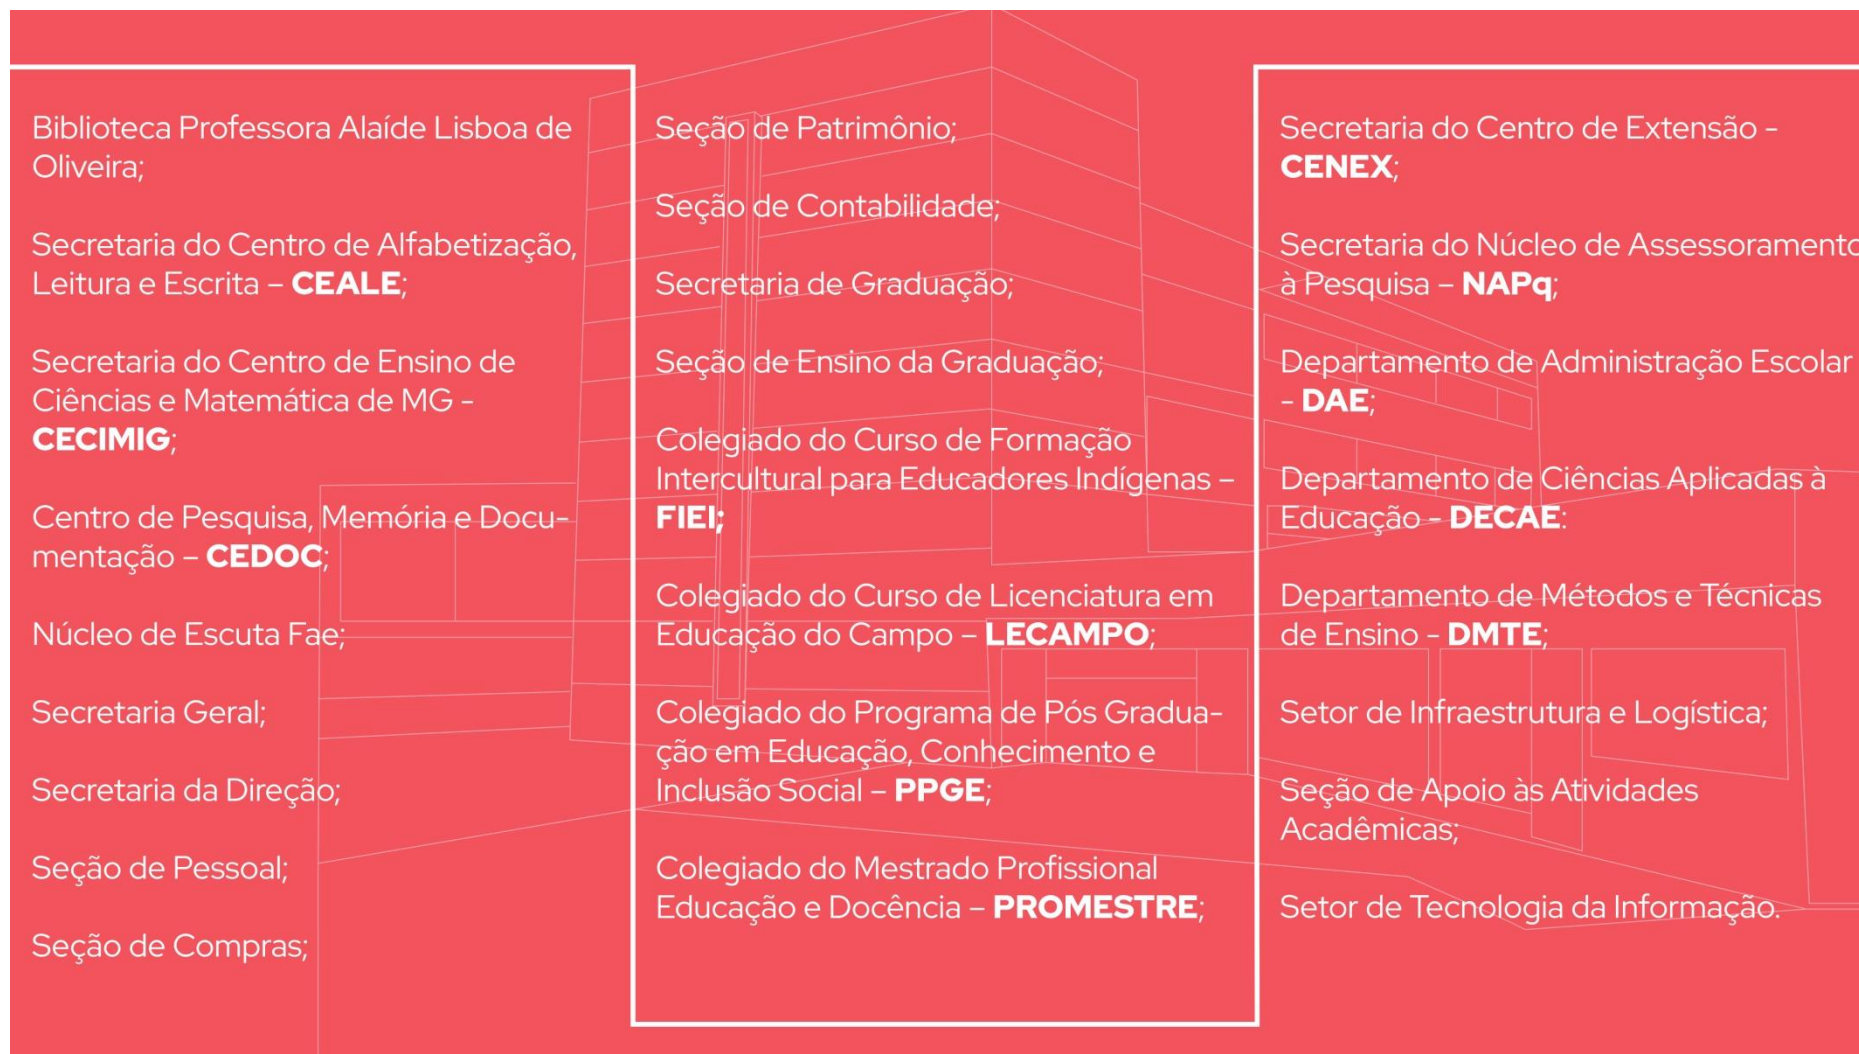 Biblioteca Professora Alaíde Lisboa de
Oliveira;
Secretaria do Centro de Alfabetização,
Leitura e Escrita – CEALE;
Secretaria do Centro de Ensino de
Ciências e Matemática de MG -
CECIMIG;
Centro de Pesquisa, Memória e Docu-
mentação – CEDOC;
Núcleo de Escuta Fae;
Secretaria Geral;
Secretaria da Direção;
Seção de Pessoal;
Seção de Compras;
Seção de Patrimônio;
Seção de Contabilidade;
Secretaria de Graduação;
Seção de Ensino da Graduação;
Colegiado do Curso de Formação
Intercultural para Educadores Indígenas –
FIEI;
Colegiado do Curso de Licenciatura em
Educação do Campo – LECAMPO;
Colegiado do Programa de Pós Gradua-
ção em Educação, Conhecimento e
Inclusão Social – PPGE;
Colegiado do Mestrado Profissional
Educação e Docência – PROMESTRE;
Secretaria do Centro de Extensão -
CENEX;
Secretaria do Núcleo de Assessoramento
à Pesquisa – NAPq;
Departamento de Administração Escolar
- DAE;
Departamento de Ciências Aplicadas à
Educação - DECAE:
Departamento de Métodos e Técnicas
de Ensino - DMTE;
Setor de Infraestrutura e Logística;
Seção de Apoio às Atividades
Acadêmicas;
Setor de Tecnologia da Informação.